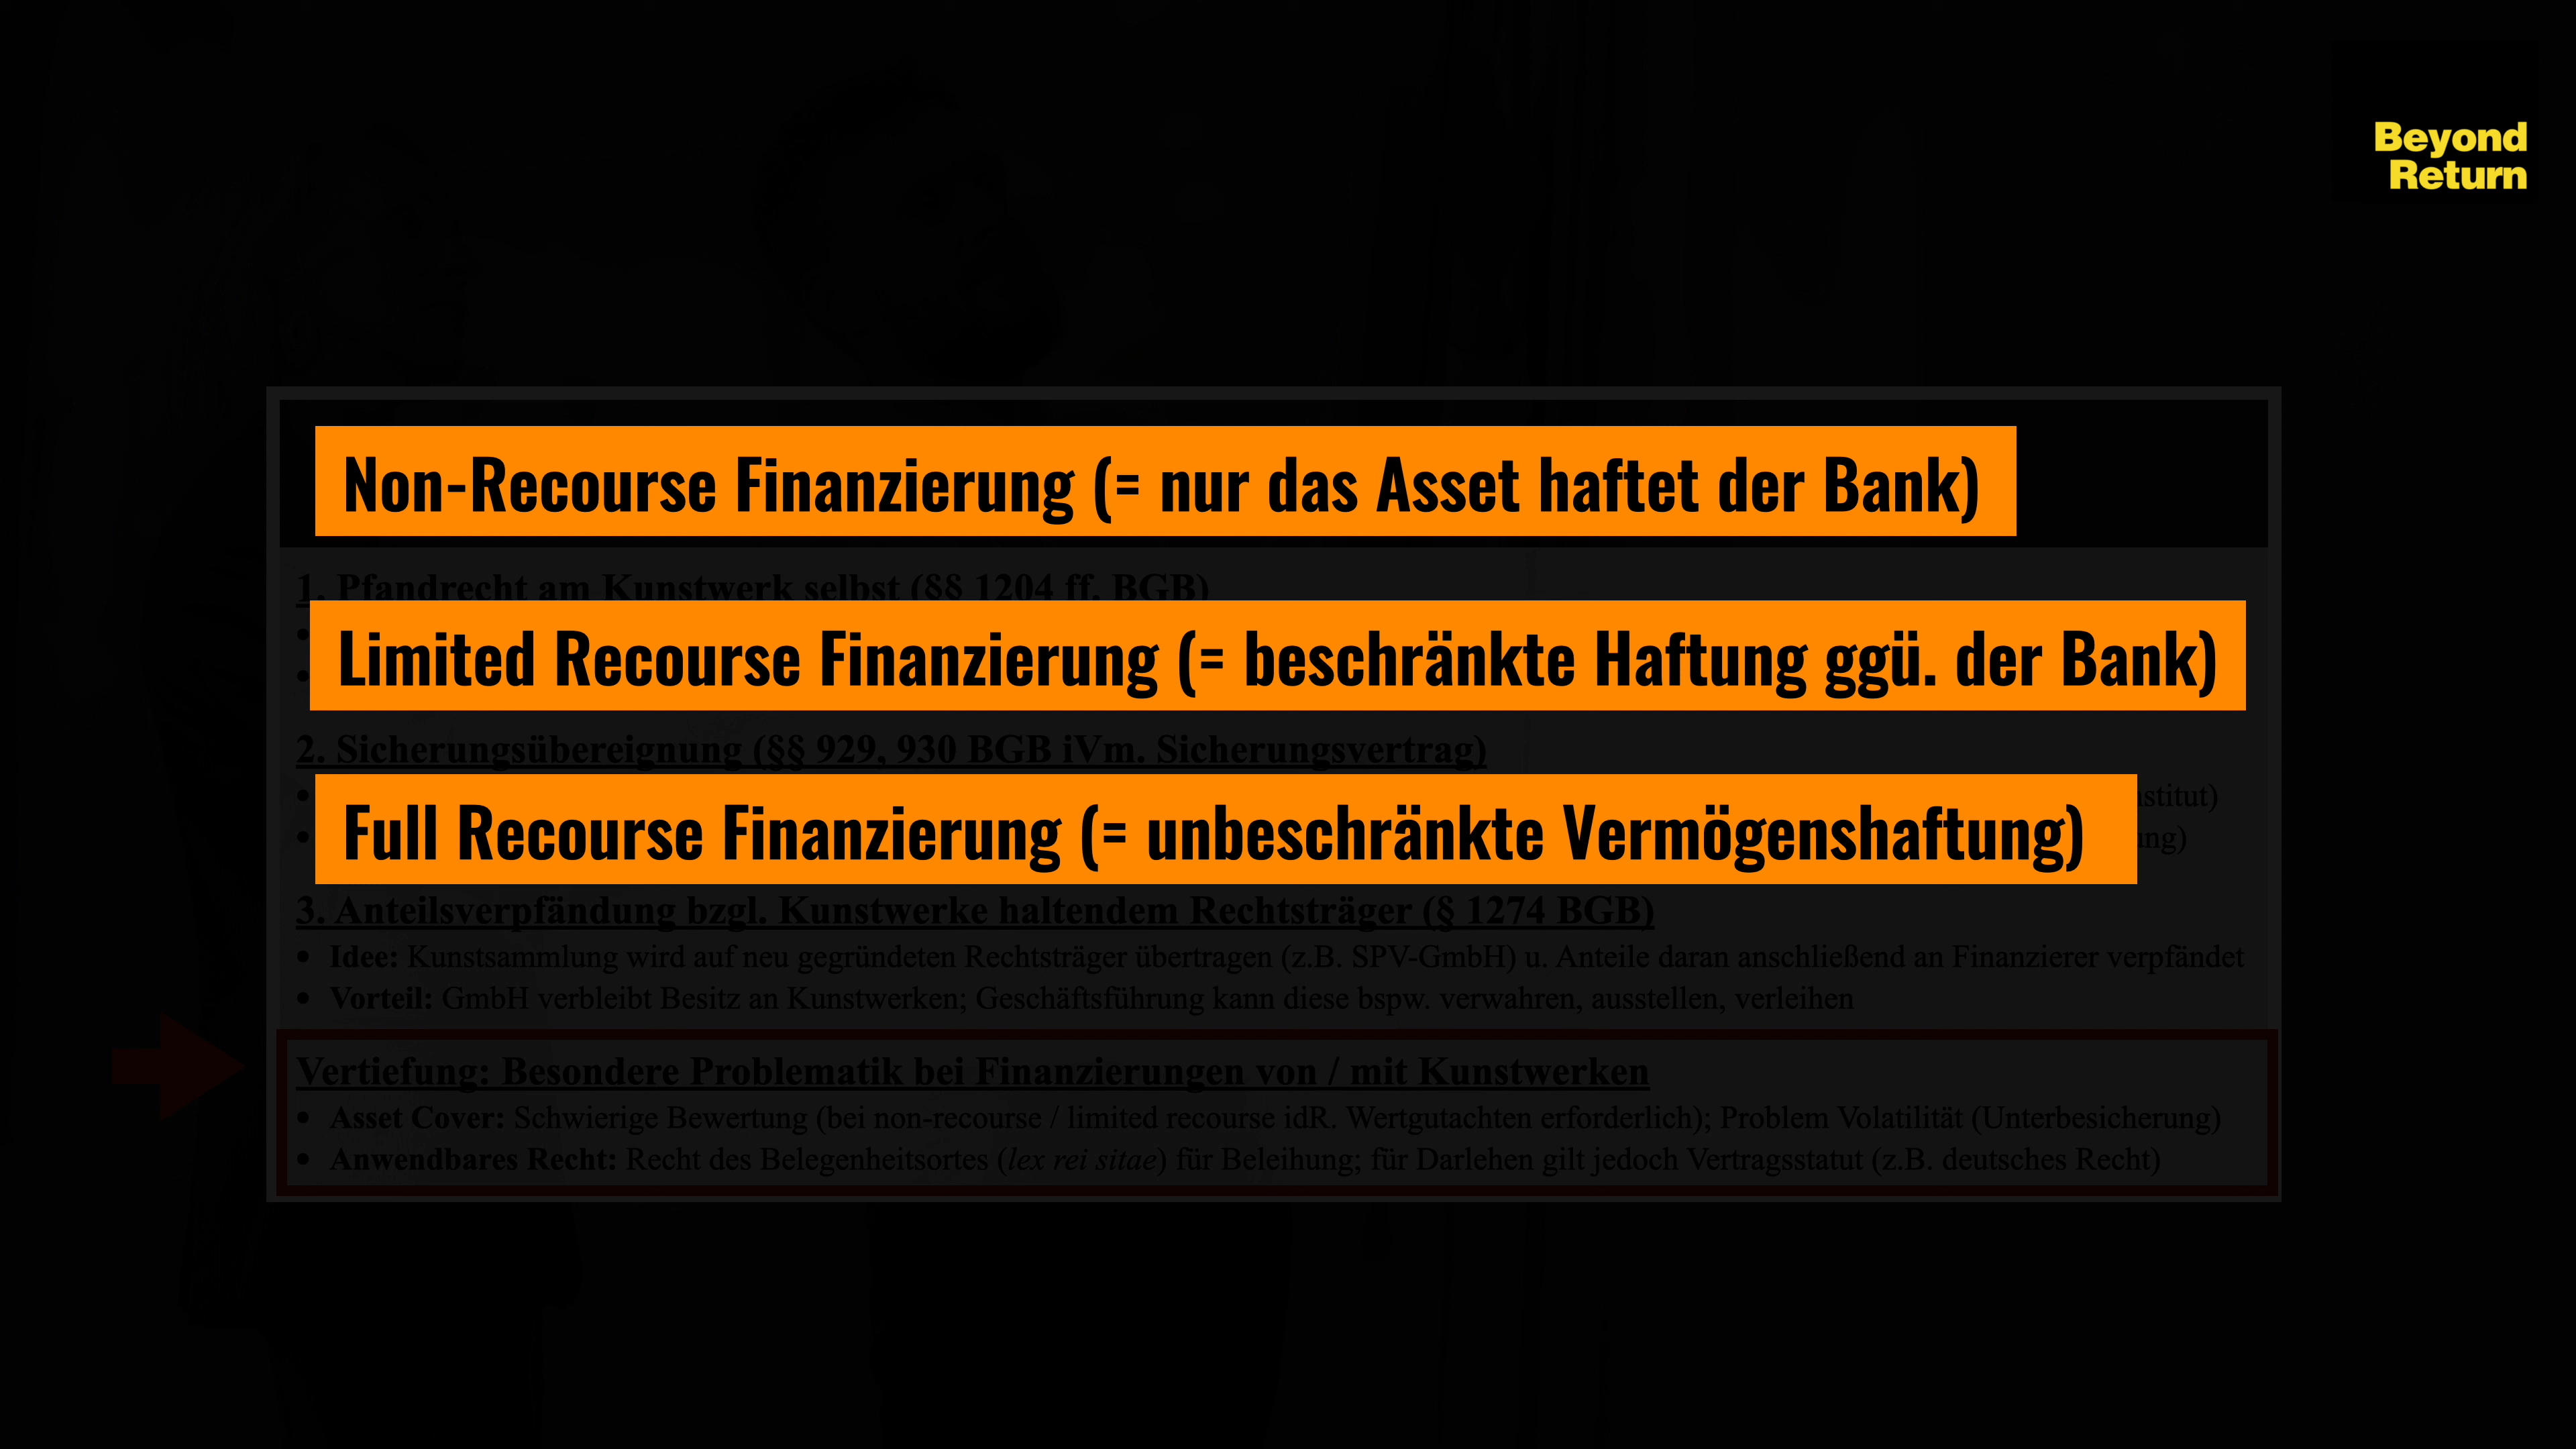 Beyond
Return
Non-Recourse Finanzierung (= nur das Asset haftet der Bank)
1. Pfandrecht am Kunstwerk selbst (§§ 1204 ff. BGB)
Limited Recourse Finanzierung (= beschränkte Haftung ggü. der Bank)
2. Sicherungsübereignung (§§ 929, 930 BGB iVm. Sicherungsvertrag)
Full Recourse Finanzierung (= unbeschränkte Vermögenshaftung)
3. Anteilsverpfändung bzgl. Kunstwerke haltendem Rechtsträger (§ 1274 BGB)
• Idee: Kunstsammlung wird auf neu gegründeten Rechtsträger übertragen (z.B. SPV-GmbH) u. Anteile daran anschließend an Finanzierer verpfändet
• Vorteil: GmbH verbleibt Besitz an Kunstwerken; Geschäftsführung kann diese bspw. verwahren, ausstellen, verleihen
Vertiefung: Besondere Problematik bei Finanzierungen von / mit Kunstwerken
• Asset Cover: Schwierige Bewertung (bei non-recourse / limited recourse idR. Wertgutachten erforderlich); Problem Volatilität (Unterbesicherung)
• Anwendbares Recht: Recht des Belegenheitsortes (lex rei sitae) für Beleihung; für Darlehen gilt jedoch Vertragsstatut (z.B. deutsches Recht)